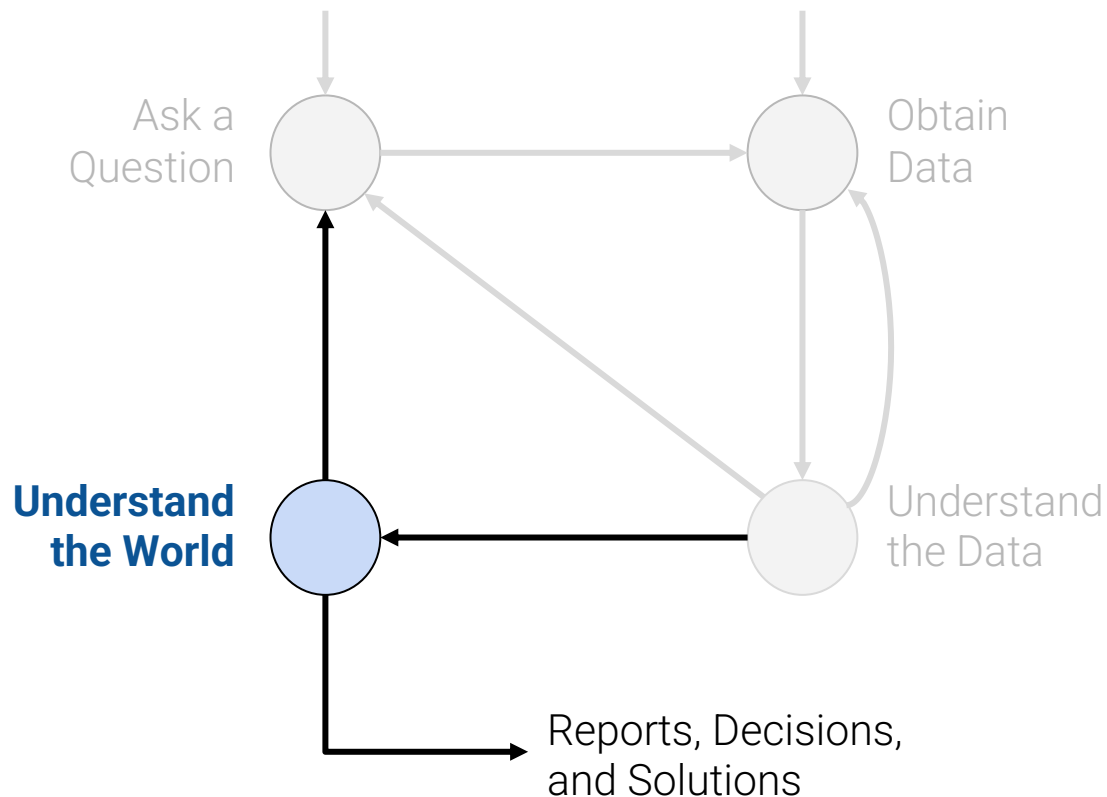 Ask a
Question
Obtain
Data
Understand
the World
Understand
the Data
Reports, Decisions,
and Solutions